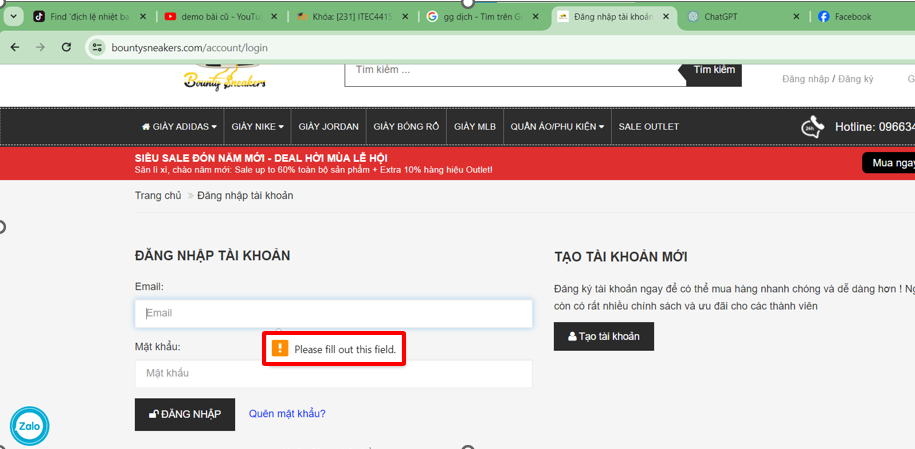 Find 'địch lệ nhiệt bạ
demo bài cũ - YouTu
Khóa: [231] ITEC4415
gg dịch - Tìm trên G
Đăng nhập tài khoản
ChatGPT
Facebook
bountysneakers.com/account/login
Bounty Sneakers
Tìm kiếm ...
Tìm kiếm
Đăng nhập / Đăng ký
G
GIÀY ADIDAS
GIÀY NIKE
GIÀY JORDAN
GIÀY BÓNG RỔ
GIÀY MLB
QUẦN ÁO/PHỤ KIỆN
SALE OUTLET
24h
Hotline: 096634
SIÊU SALE ĐÓN NĂM MỚI - DEAL HỜI MÙA LỄ HỘI
Săn lì xì, chào năm mới: Sale up to 60% toàn bộ sản phẩm + Extra 10% hàng hiệu Outlet!
Mua ngay
Trang chủ » Đăng nhập tài khoản
ĐĂNG NHẬP TÀI KHOẢN
Email:
Email
Please fill out this field.
Mật khẩu:
Mật khẩu
ĐĂNG NHẬP
Quên mật khẩu?
TẠO TÀI KHOẢN MỚI
Đăng ký tài khoản ngay để có thể mua hàng nhanh chóng và dễ dàng hơn ! Ng
còn có rất nhiều chính sách và ưu đãi cho các thành viên
Tạo tài khoản
Zalo